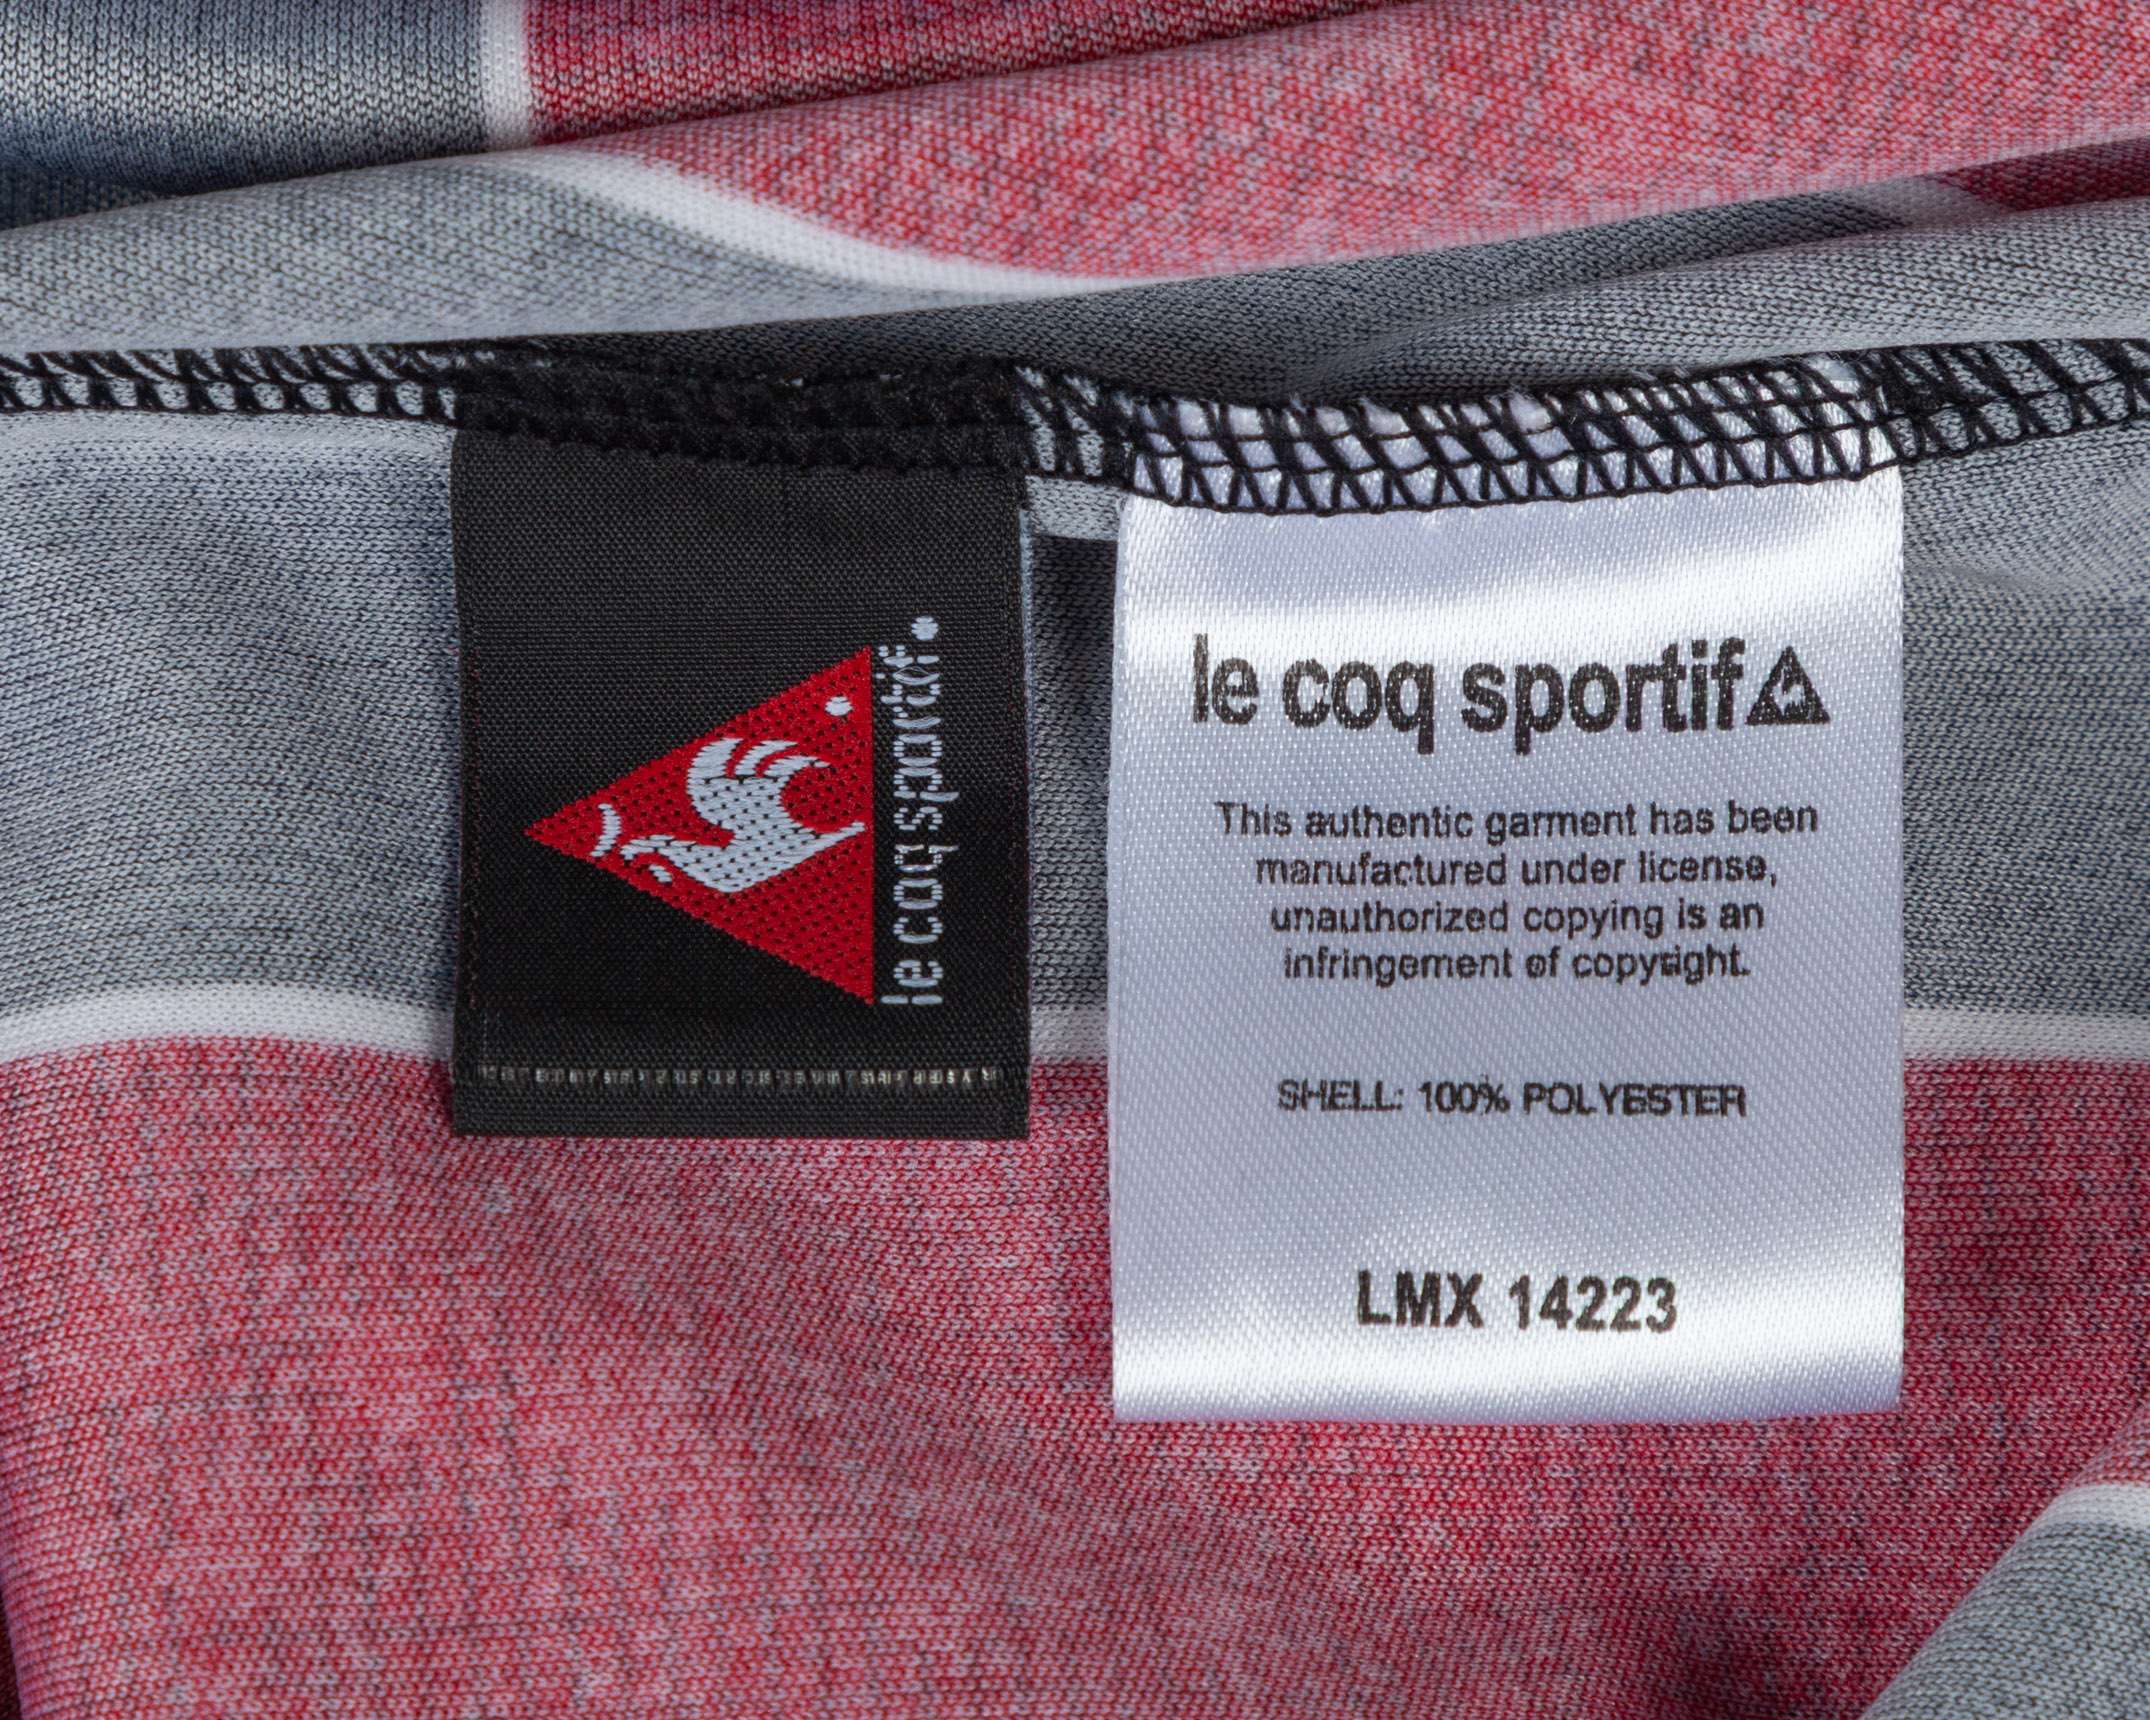 le coq sportif
le coq sportif
This authentic garment has been
manufactured under license,
unauthorized copying is an
infringement of copyright.
SHELL: 100% POLYESTER
LMX 14223